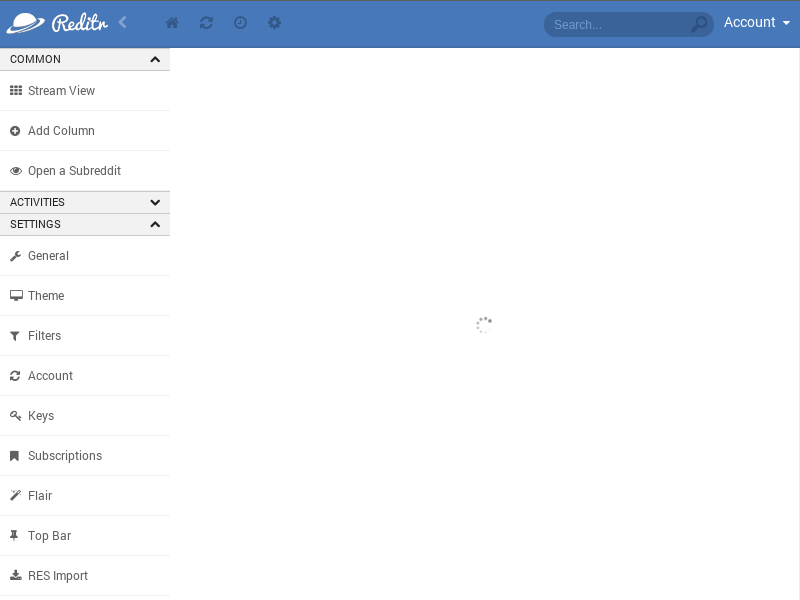 Reditr
Search...
Account
COMMON
Stream View
Add Column
Open a Subreddit
ACTIVITIES
SETTINGS
General
Theme
Filters
Account
Keys
Subscriptions
Flair
Top Bar
RES Import